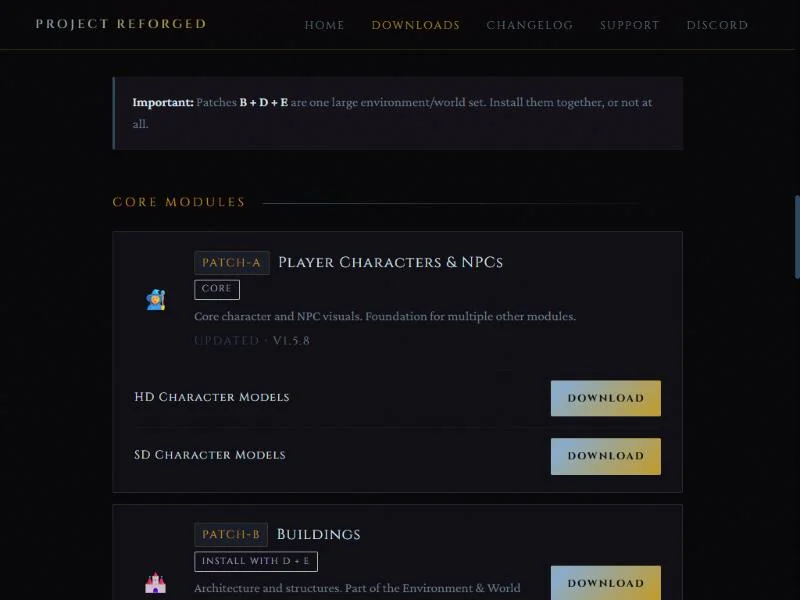 PROJECT REFORGED
HOME DOWNLOADS CHANGELOG SUPPORT DISCORD
Important: Patches B + D + E are one large environment/world set. Install them together, or not at
all.
CORE MODULES
PATCH-A Player Characters & NPCs
CORE
Core character and NPC visuals. Foundation for multiple other modules.
UPDATED · V1.5.8
HD Character Models DOWNLOAD
SD Character Models DOWNLOAD
PATCH-B Buildings
INSTALL WITH D + E
Architecture and structures. Part of the Environment & World
DOWNLOAD